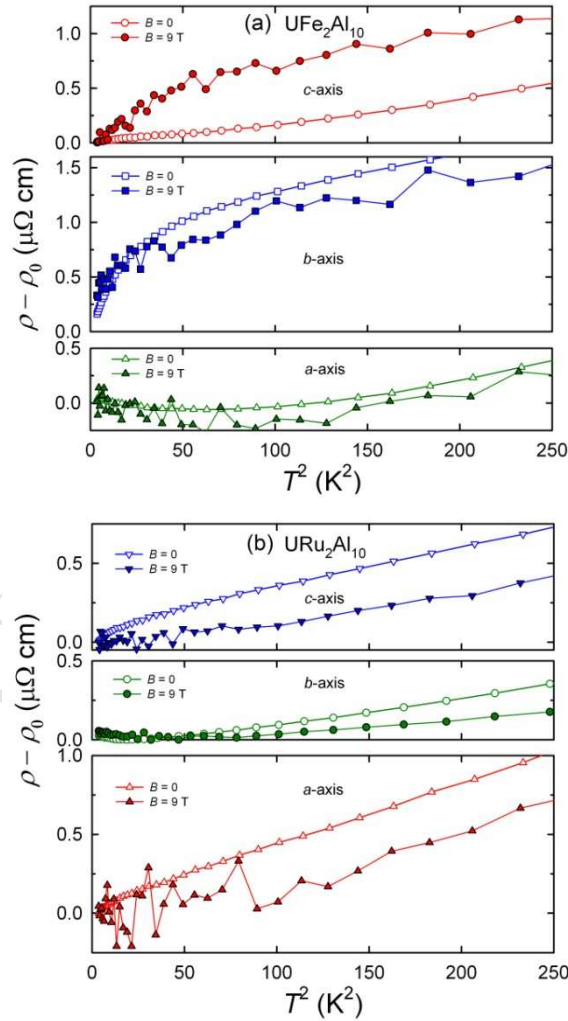 (a) UFe₂Al₁₀
1.0
B = 0
B = 9 T
0.5
c-axis
0.0
1.5
B = 0
B = 9 T
1.0
b-axis
0.5
0.0
0.5
B = 0
a-axis
B = 9 T
0.0
0 50 100 150 200 250
T² (K²)
ρ − ρ₀ (μΩ cm)
(b) URu₂Al₁₀
B = 0
B = 9 T
0.5
c-axis
0.0
0.5
B = 0
b-axis
B = 9 T
0.0
1.0
B = 0
a-axis
B = 9 T
0.5
0.0
0 50 100 150 200 250
T² (K²)
ρ − ρ₀ (μΩ cm)